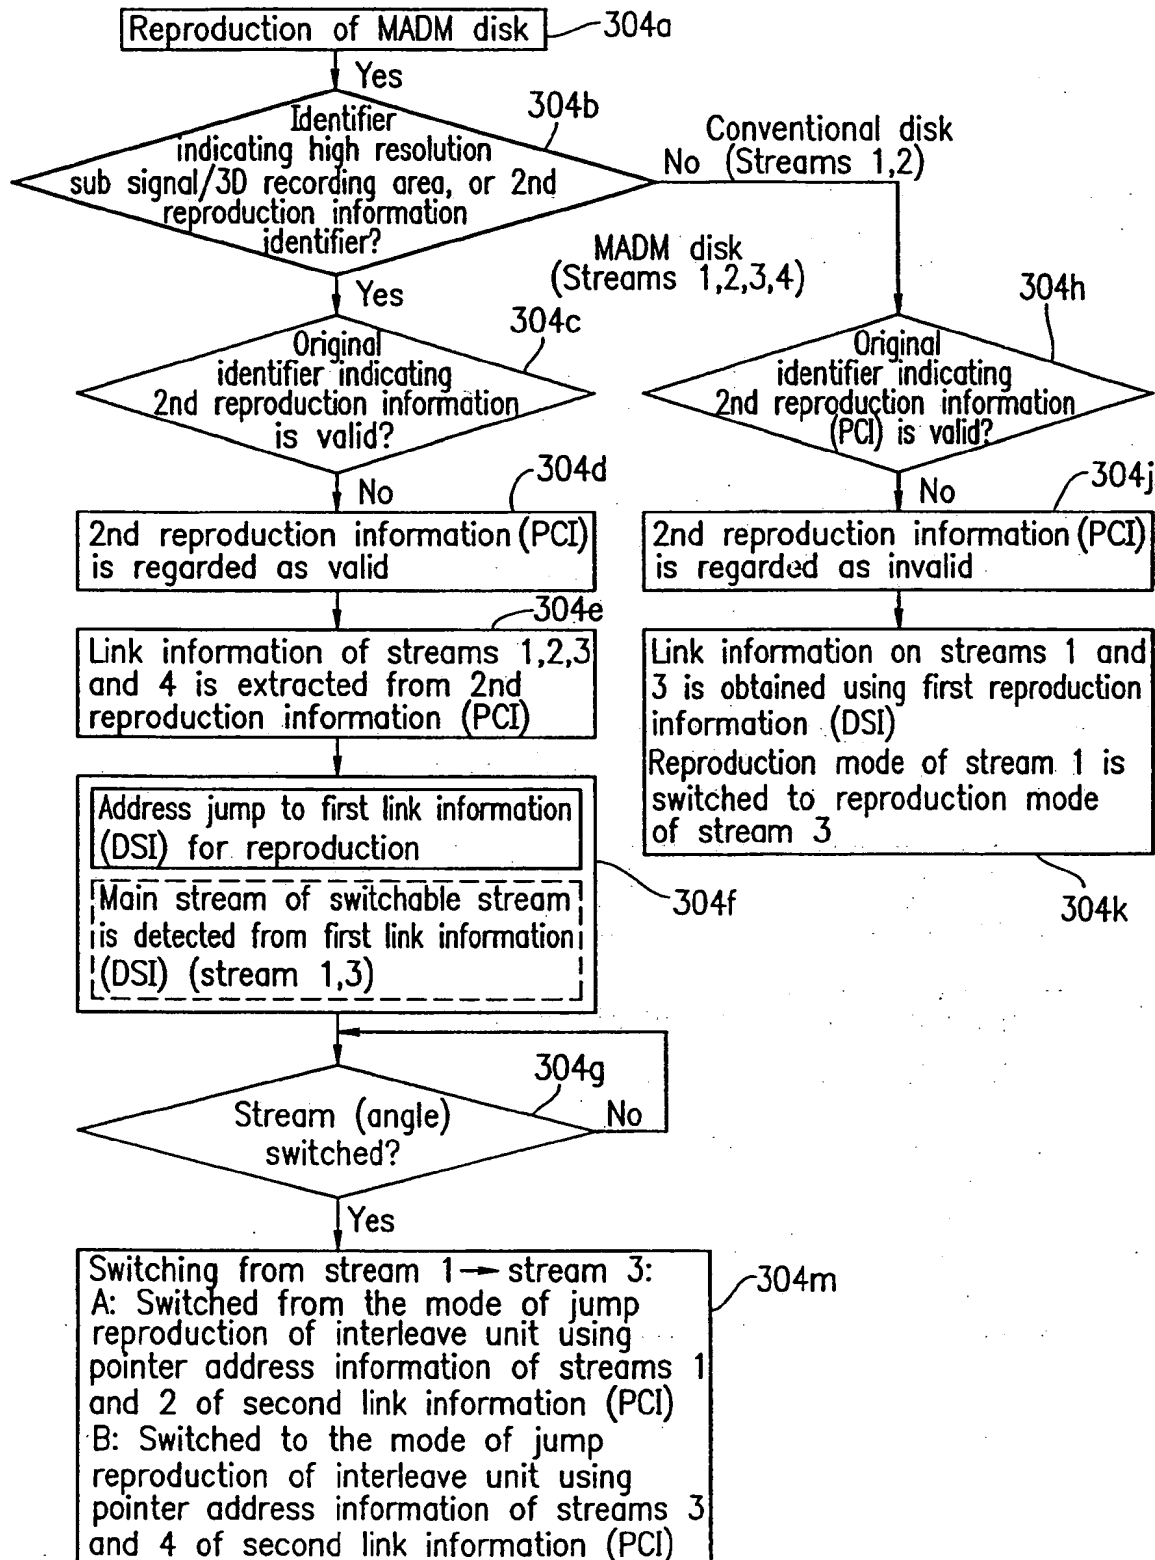 Reproduction of MADM disk
304a
Yes
304b
Identifier
indicating high resolution
sub signal/3D recording area, or 2nd
reproduction information
identifier?
Conventional disk
No (Streams 1,2)
MADM disk
(Streams 1,2,3,4)
Yes
304c
Original
identifier indicating
2nd reproduction information
is valid?
304h
Original
identifier indicating
2nd reproduction information
(PCI) is valid?
No
304d
2nd reproduction information (PCI)
is regarded as valid
No
304j
2nd reproduction information (PCI)
is regarded as invalid
304e
Link information of streams 1,2,3
and 4 is extracted from 2nd
reproduction information (PCI)
Link information on streams 1 and
3 is obtained using first reproduction
information (DSI)
Reproduction mode of stream 1 is
switched to reproduction mode
of stream 3
304k
Address jump to first link information
(DSI) for reproduction
Main stream of switchable stream
is detected from first link information
(DSI) (stream 1,3)
304f
304g
Stream (angle)
switched?
No
Yes
Switching from stream 1→ stream 3:
A: Switched from the mode of jump
reproduction of interleave unit using
pointer address information of streams 1
and 2 of second link information (PCI)
B: Switched to the mode of jump
reproduction of interleave unit using
pointer address information of streams 3
and 4 of second link information (PCI)
304m